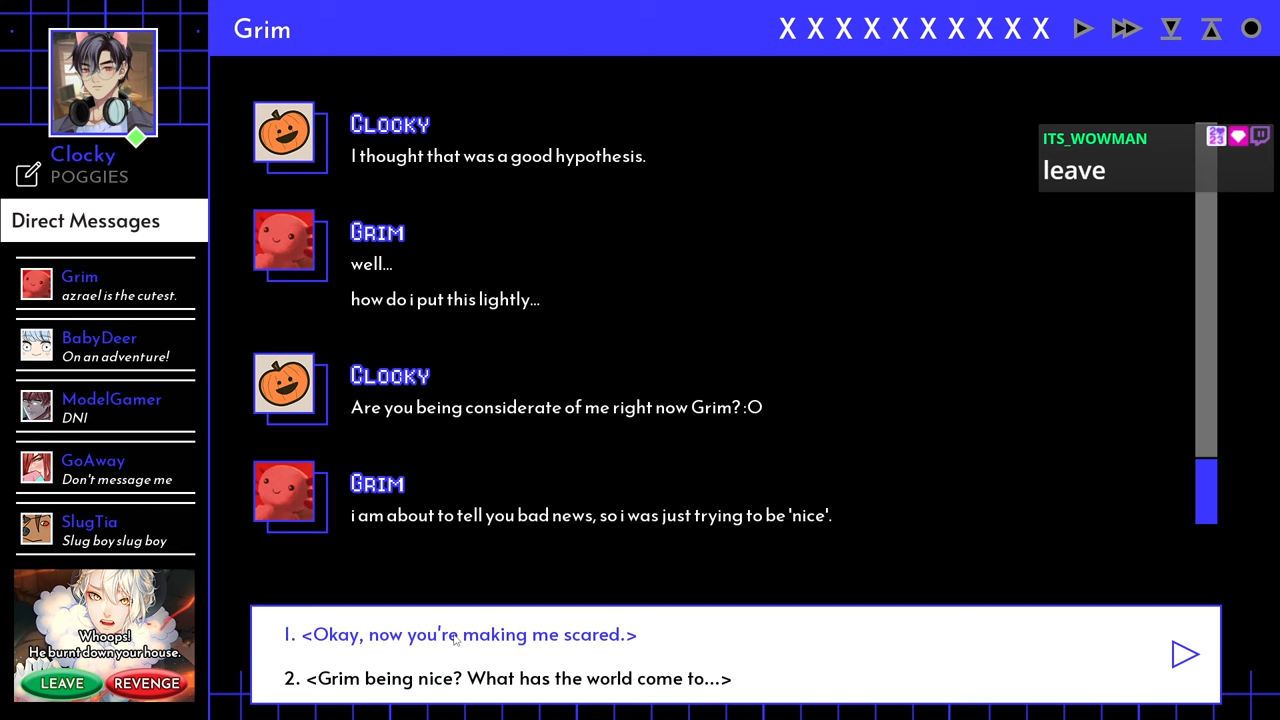 Grim
X X X X X X X X X X
Clocky
POGGIES
Direct Messages
Grim
azrael is the cutest.
BabyDeer
On an adventure!
ModelGamer
DNI
GoAway
Don't message me
SlugTia
Slug boy slug boy
Whoops!
He burnt down your house.
LEAVE
REVENGE
Clocky
I thought that was a good hypothesis.
Grim
well...
how do i put this lightly...
Clocky
Are you being considerate of me right now Grim? :O
Grim
i am about to tell you bad news, so i was just trying to be 'nice'.
1. <Okay, now you're making me scared.>
2. <Grim being nice? What has the world come to...>
ITS_WOWMAN
leave